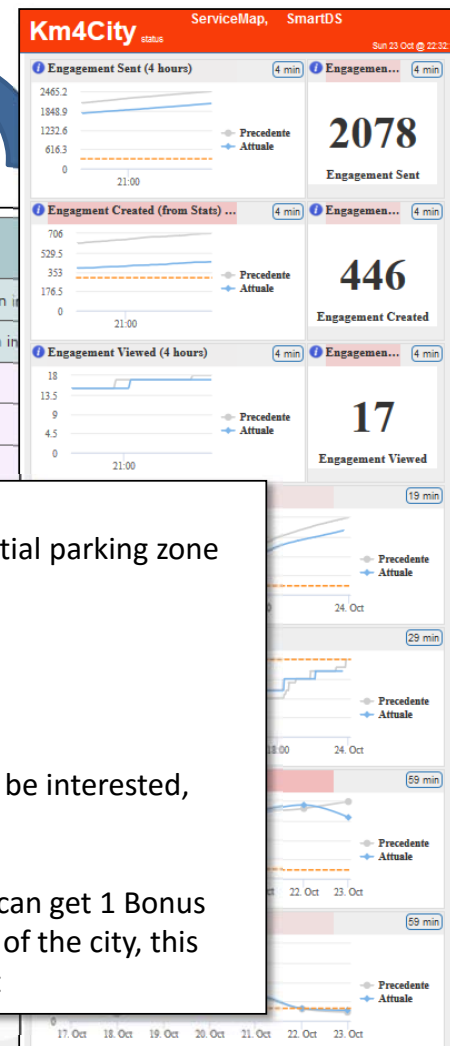 Km4City status
ServiceMap, SmartDS
Sun 23 Oct @ 22:32:
Engagement Sent (4 hours) 4 min
Engagemen... 4 min
2465.2
1848.9
1232.6
616.3
0
21:00
Precedente
Attuale
2078
Engagement Sent
Engagment Created (from Stats) ... 4 min
Engagemen... 4 min
706
529.5
353
176.5
0
21:00
Precedente
Attuale
446
Engagement Created
Engagement Viewed (4 hours) 4 min
Engagemen... 4 min
18
13.5
9
4.5
0
21:00
Precedente
Attuale
17
Engagement Viewed
19 min
Precedente
Attuale
24. Oct
29 min
Precedente
Attuale
18:00 24. Oct
59 min
Precedente
Attuale
22. Oct 23. Oct
59 min
Precedente
Attuale
0
17. Oct 18. Oct 19. Oct 20. Oct 21. Oct 22. Oct 23. Oct
tial parking zone
be interested,
can get 1 Bonus
of the city, this